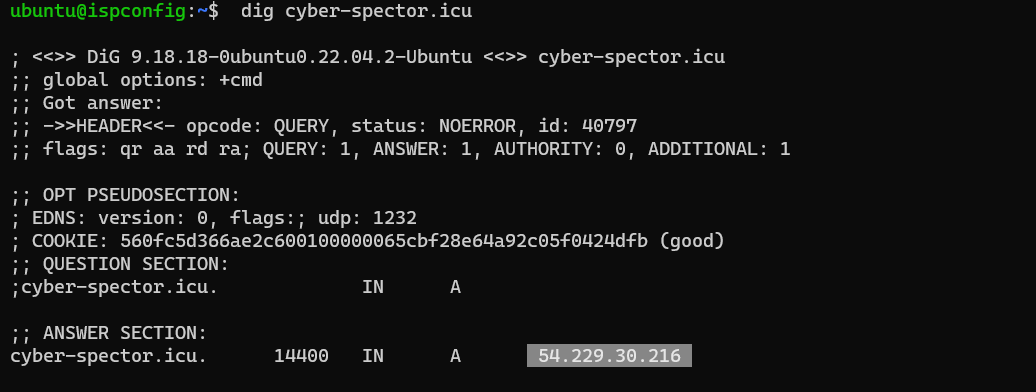 ubuntu@ispconfig:~$  dig cyber-spector.icu
; <<>> DiG 9.18.18-0ubuntu0.22.04.2-Ubuntu <<>> cyber-spector.icu
;; global options: +cmd
;; Got answer:
;; ->>HEADER<<- opcode: QUERY, status: NOERROR, id: 40797
;; flags: qr aa rd ra; QUERY: 1, ANSWER: 1, AUTHORITY: 0, ADDITIONAL: 1
;; OPT PSEUDOSECTION:
; EDNS: version: 0, flags:; udp: 1232
; COOKIE: 560fc5d366ae2c600100000065cbf28e64a92c05f0424dfb (good)
;; QUESTION SECTION:
;cyber-spector.icu.             IN      A
;; ANSWER SECTION:
cyber-spector.icu.      14400   IN      A       54.229.30.216